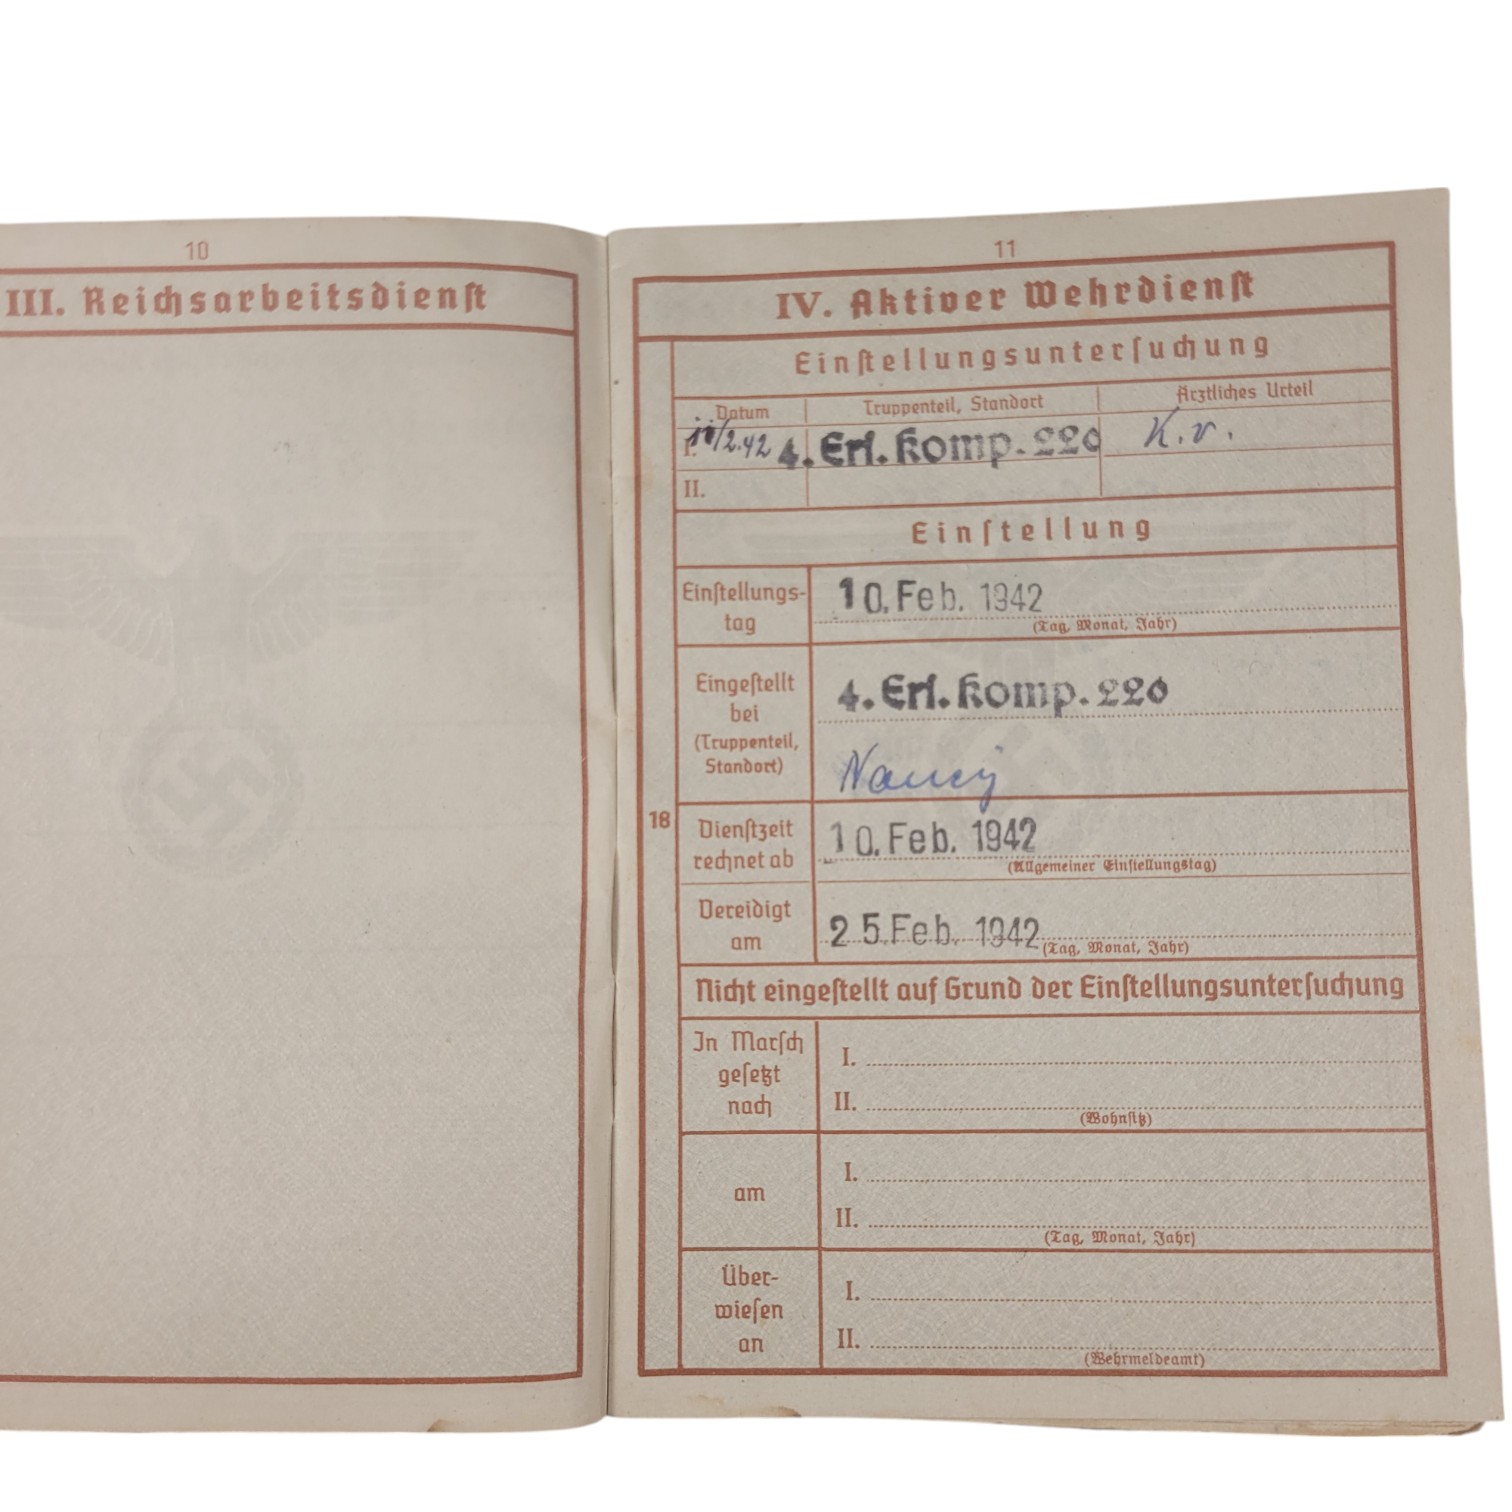 10
III. Reichsarbeitsdienst
11
IV. Aktiver Wehrdienst
Einstellungsuntersuchung
Datum Truppenteil, Standort Ärztliches Urteil
I. 11/2.42 4. Ers. Komp. 220 K.v.
II.
Einstellung
Einstellungs-
tag
10. Feb. 1942
(Tag, Monat, Jahr)
Eingestellt
bei
(Truppenteil,
Standort)
4. Ers. Komp. 220
Nancy
18
Dienstzeit
rechnet ab
10. Feb. 1942
(Allgemeiner Einstellungstag)
Vereidigt
am
25. Feb. 1942
(Tag, Monat, Jahr)
Nicht eingestellt auf Grund der Einstellungsuntersuchung
In Marsch
gesetzt
nach
I.
II.
(Wohnsitz)
am
I.
II.
(Tag, Monat, Jahr)
Über-
wiesen
an
I.
II.
(Wehrmeldeamt)